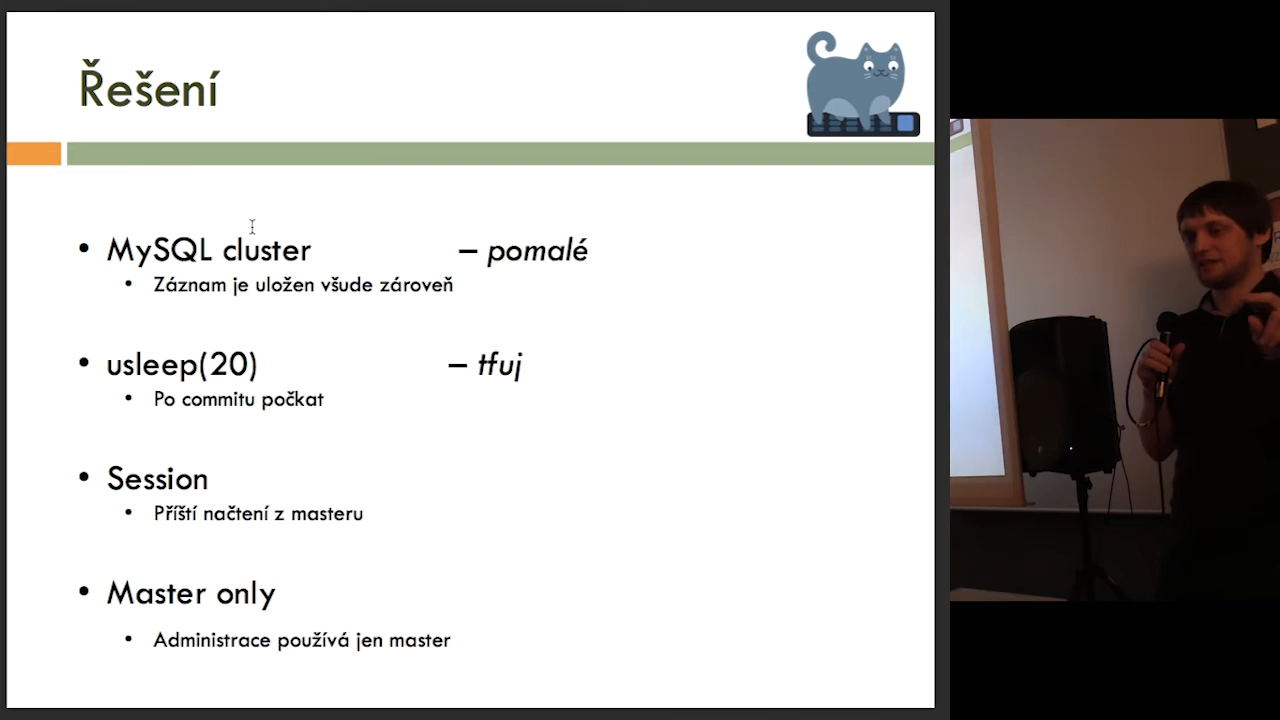 Řešení
• MySQL cluster – pomalé
• Záznam je uložen všude zároveň
• usleep(20) – tfuj
• Po commitu počkat
• Session
• Příští načtení z masteru
• Master only
• Administrace používá jen master